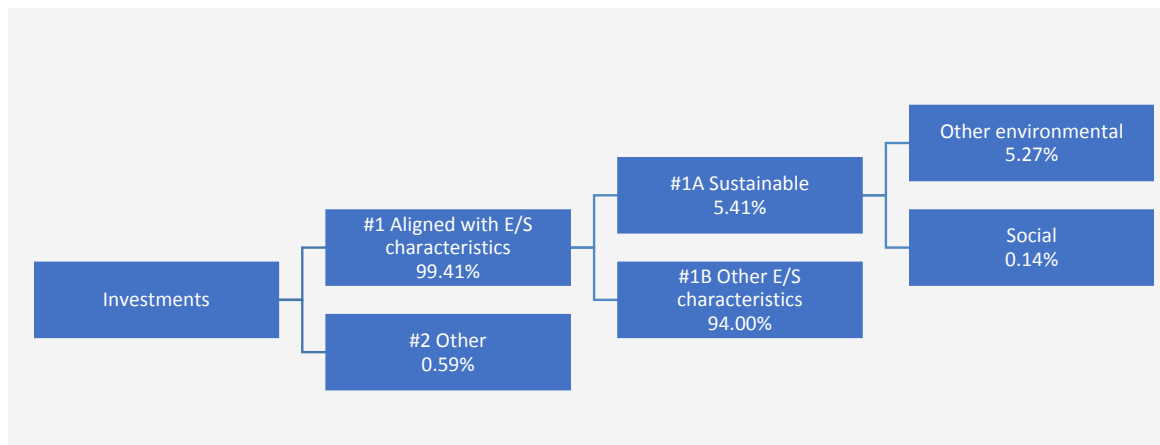 Investments
#1 Aligned with E/S
characteristics
99.41%
#2 Other
0.59%
#1A Sustainable
5.41%
#1B Other E/S
characteristics
94.00%
Other environmental
5.27%
Social
0.14%